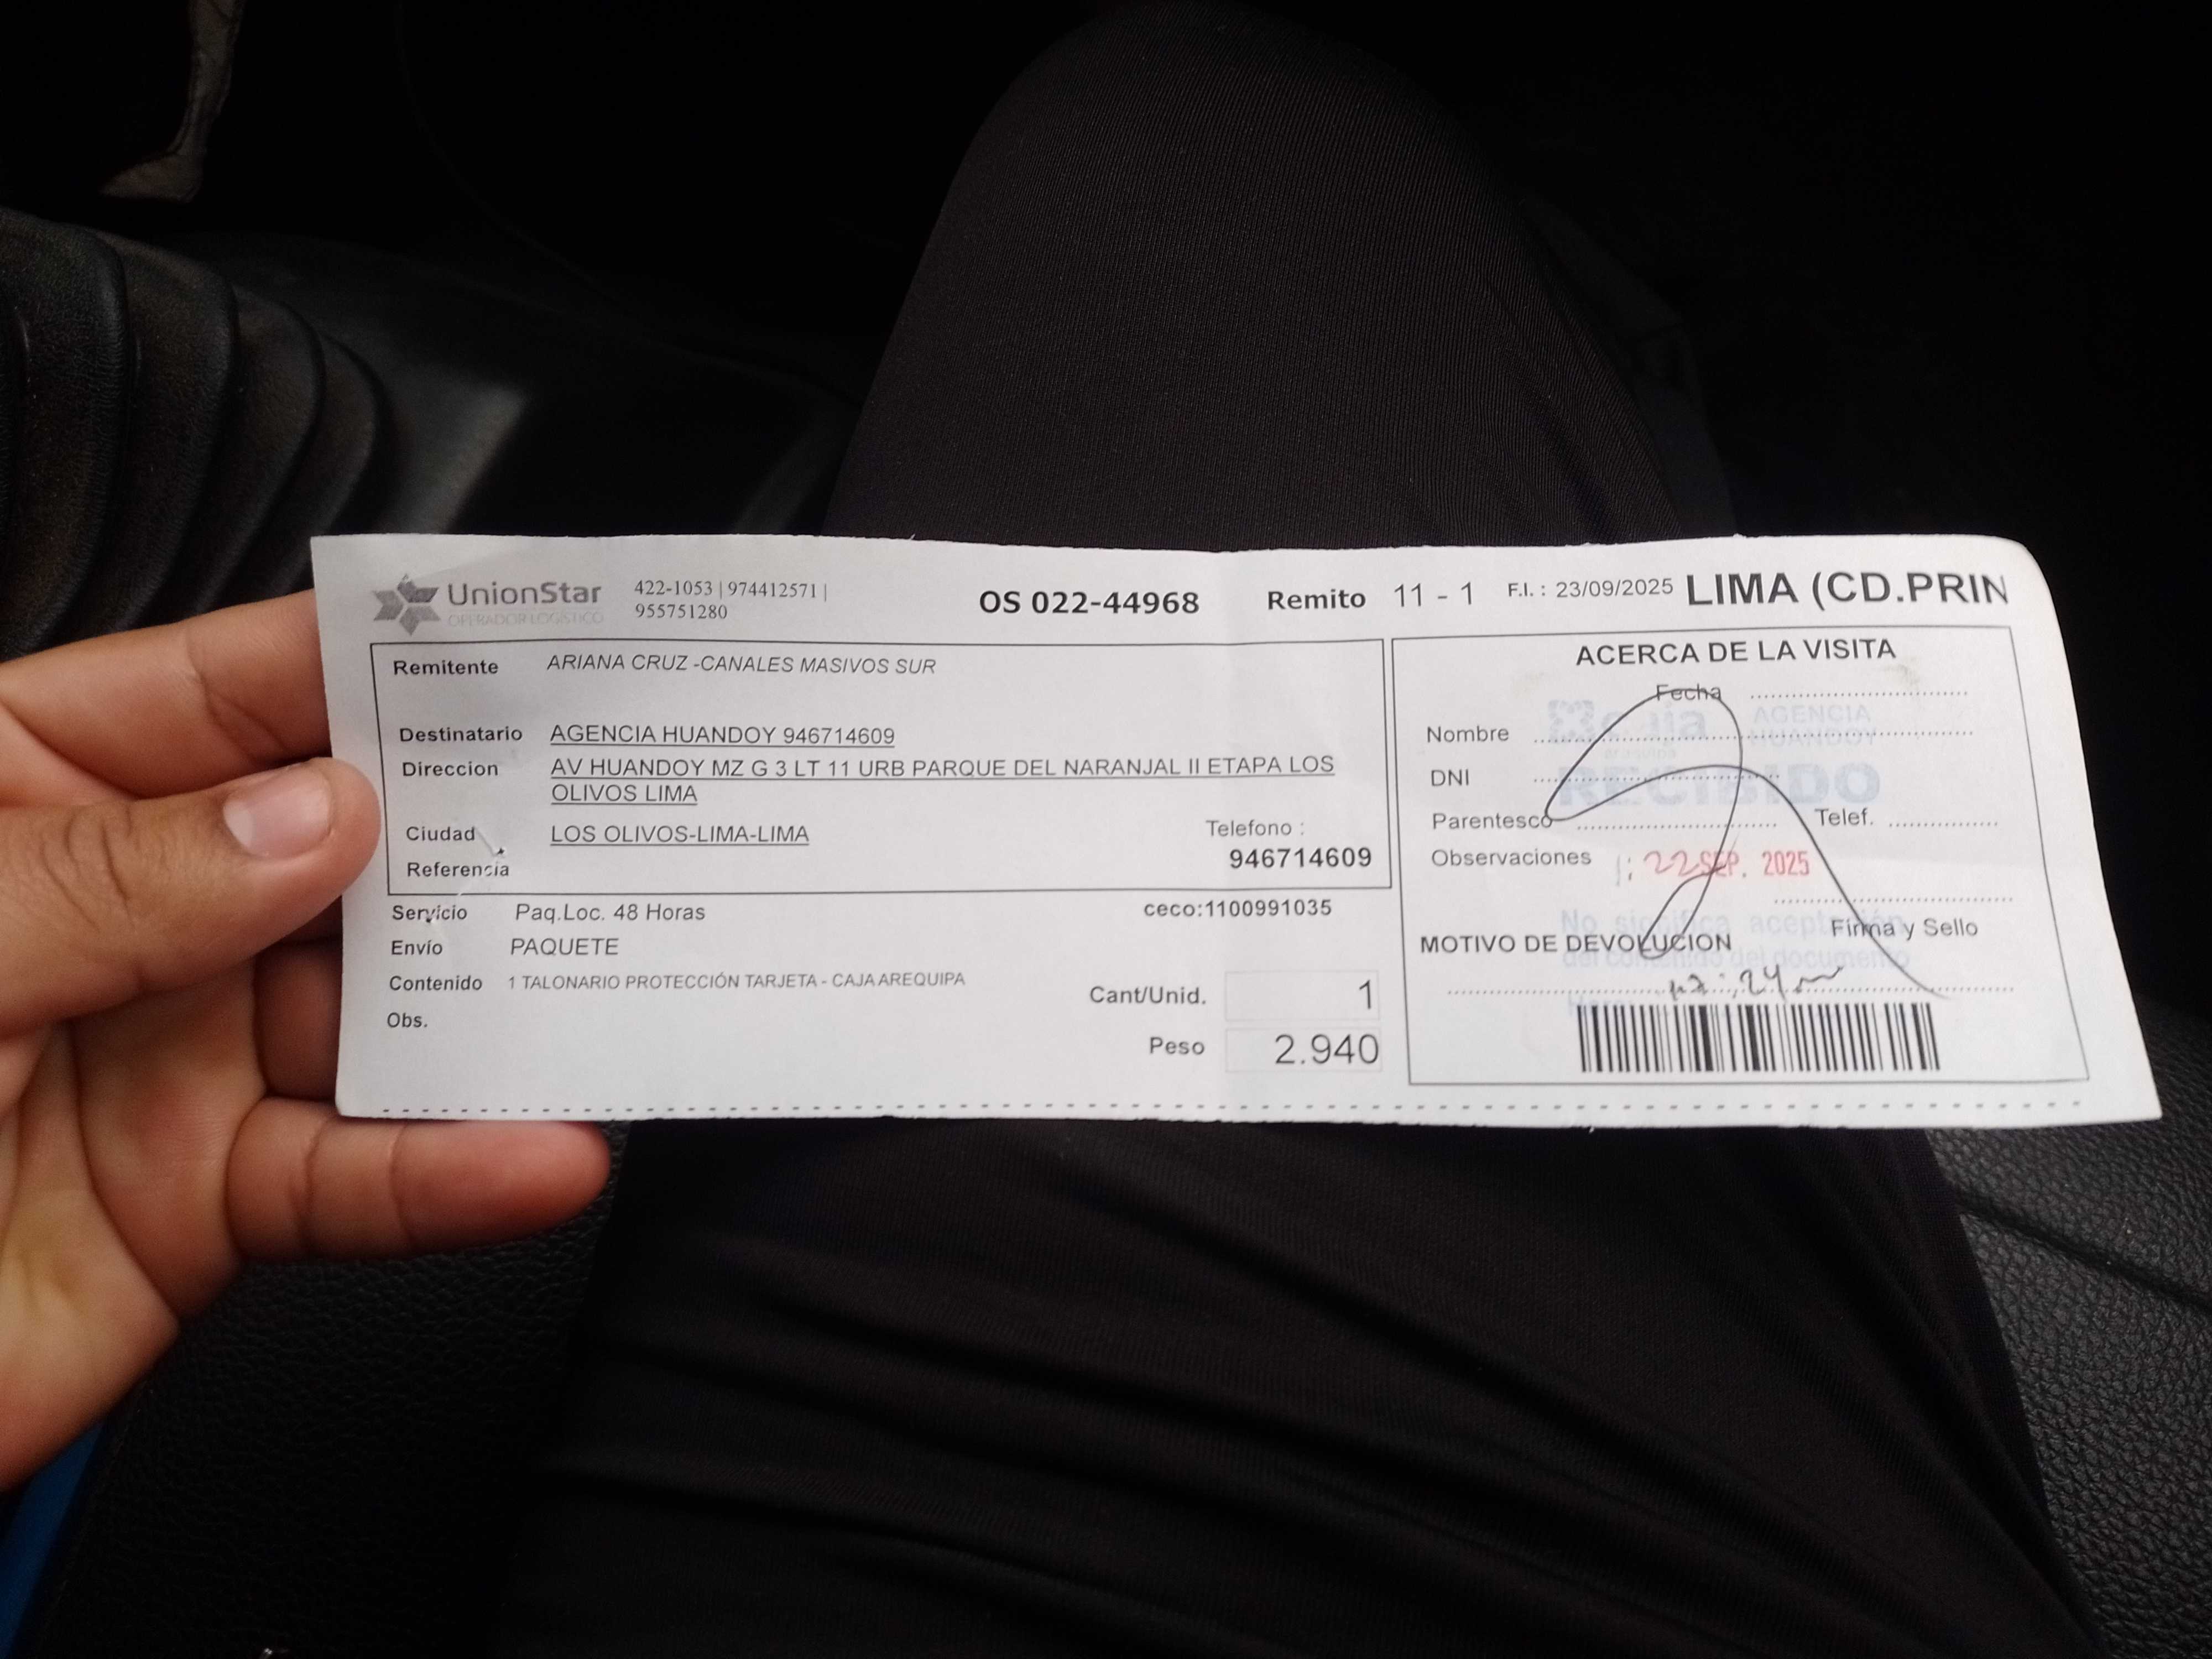 UnionStar
OPERADOR LOGISTICO
422-1053 | 974412571 |
955751280
OS 022-44968
Remito 11 - 1
F.I. : 23/09/2025 LIMA (CD.PRIN
Remitente ARIANA CRUZ -CANALES MASIVOS SUR
Destinatario AGENCIA HUANDOY 946714609
Direccion AV HUANDOY MZ G 3 LT 11 URB PARQUE DEL NARANJAL II ETAPA LOS
OLIVOS LIMA
Ciudad LOS OLIVOS-LIMA-LIMA
Telefono :
946714609
Referencia
Servicio Paq.Loc. 48 Horas
ceco:1100991035
Envío PAQUETE
Contenido 1 TALONARIO PROTECCIÓN TARJETA - CAJA AREQUIPA
Obs.
Cant/Unid. 1
Peso 2.940
ACERCA DE LA VISITA
Fecha
Nombre
DNI
Parentesco
Telef.
Observaciones
Firma y Sello
MOTIVO DE DEVOLUCION
caja
arequipa
AGENCIA
HUANDOY
RECIBIDO
22 SEP. 2025
No significa aceptación
del contenido del documento
Hora: